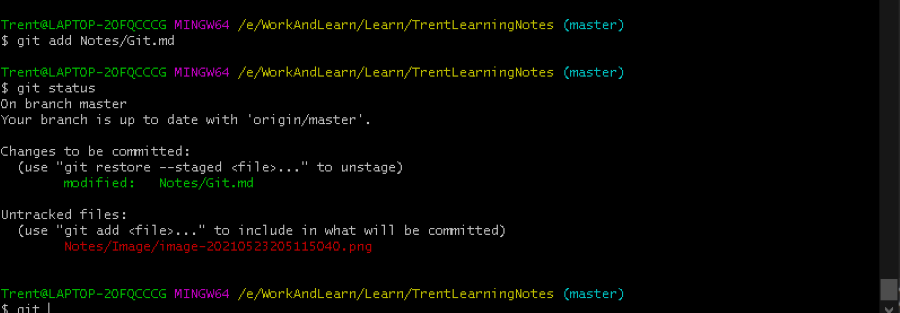 Trent@LAPTOP-20FQCCCG MINGW64 /e/WorkAndLearn/Learn/TrentLearningNotes (master)
$ git add Notes/Git.md
Trent@LAPTOP-20FQCCCG MINGW64 /e/WorkAndLearn/Learn/TrentLearningNotes (master)
$ git status
On branch master
Your branch is up to date with 'origin/master'.
Changes to be committed:
(use "git restore --staged <file>..." to unstage)
modified: Notes/Git.md
Untracked files:
(use "git add <file>..." to include in what will be committed)
Notes/Image/image-20210523205115040.png
Trent@LAPTOP-20FQCCCG MINGW64 /e/WorkAndLearn/Learn/TrentLearningNotes (master)
$ git